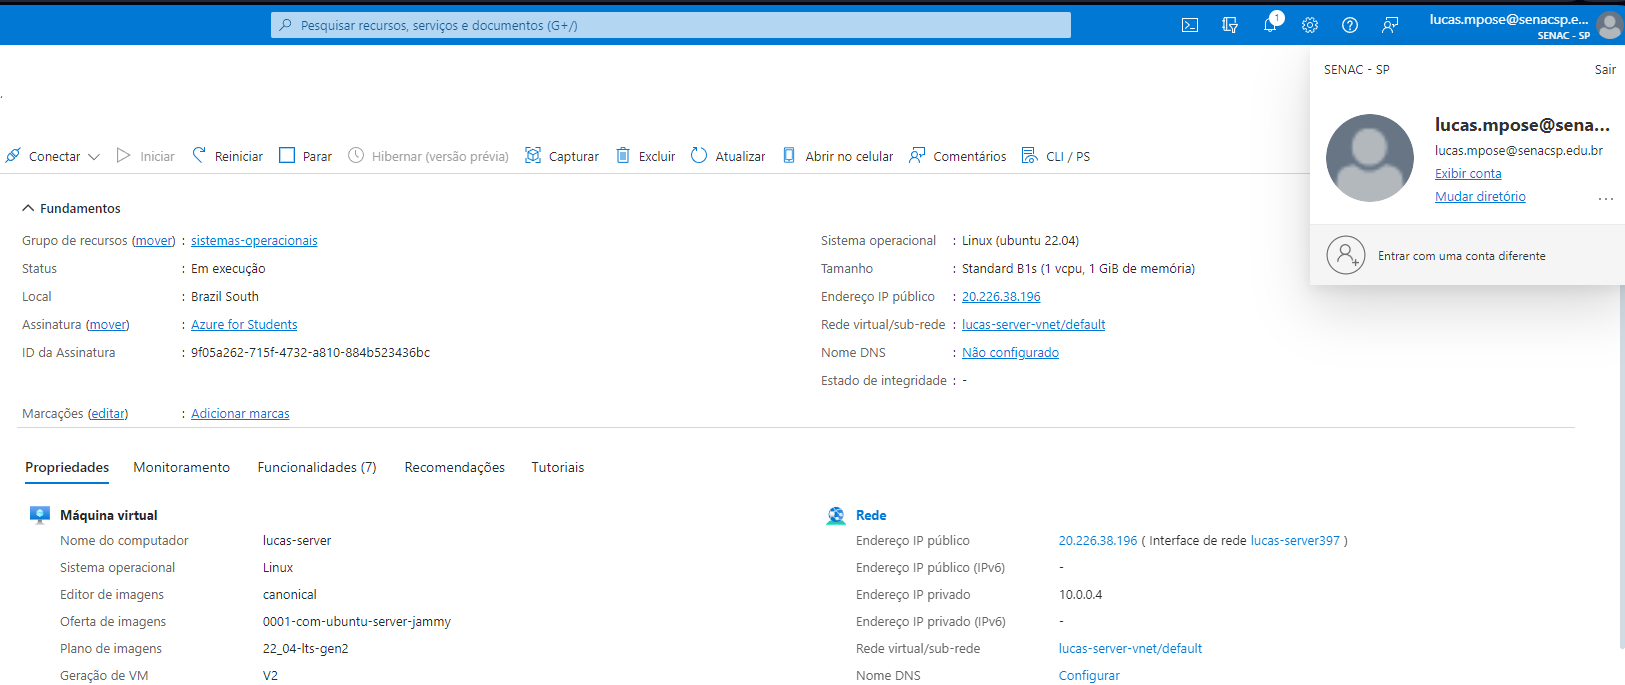 Pesquisar recursos, serviços e documentos (G+/)
1
lucas.mpose@senacsp.e...
SENAC - SP
SENAC - SP
Sair
lucas.mpose@sena...
lucas.mpose@senacsp.edu.br
Exibir conta
Mudar diretório
...
Entrar com uma conta diferente
Conectar Iniciar Reiniciar Parar Hibernar (versão prévia) Capturar Excluir Atualizar Abrir no celular Comentários CLI / PS
Fundamentos
Grupo de recursos (mover) : sistemas-operacionais
Status : Em execução
Local : Brazil South
Assinatura (mover) : Azure for Students
ID da Assinatura : 9f05a262-715f-4732-a810-884b523436bc
Sistema operacional : Linux (ubuntu 22.04)
Tamanho : Standard B1s (1 vcpu, 1 GiB de memória)
Endereço IP público : 20.226.38.196
Rede virtual/sub-rede : lucas-server-vnet/default
Nome DNS : Não configurado
Estado de integridade : -
Marcações (editar) : Adicionar marcas
Propriedades Monitoramento Funcionalidades (7) Recomendações Tutoriais
Máquina virtual
Nome do computador lucas-server
Sistema operacional Linux
Editor de imagens canonical
Oferta de imagens 0001-com-ubuntu-server-jammy
Plano de imagens 22_04-lts-gen2
Geração de VM V2
Rede
Endereço IP público 20.226.38.196 ( Interface de rede lucas-server397 )
Endereço IP público (IPv6) -
Endereço IP privado 10.0.0.4
Endereço IP privado (IPv6) -
Rede virtual/sub-rede lucas-server-vnet/default
Nome DNS Configurar